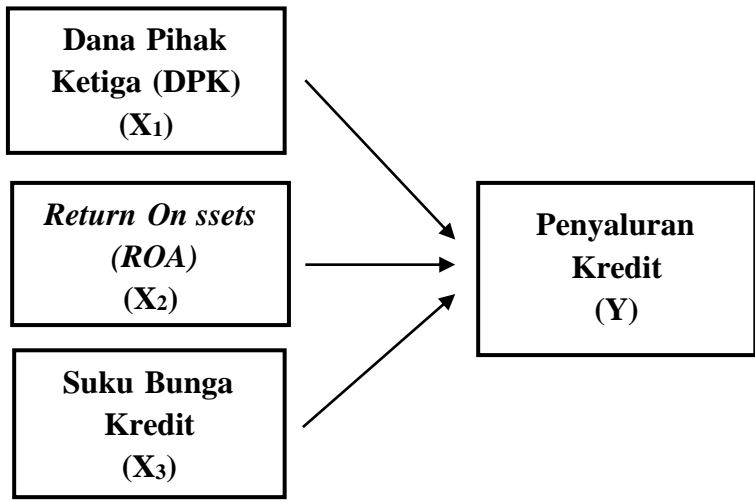 Dana Pihak
Ketiga (DPK)
(X₁)
Return On ssets
(ROA)
(X₂)
Suku Bunga
Kredit
(X₃)
Penyaluran
Kredit
(Y)